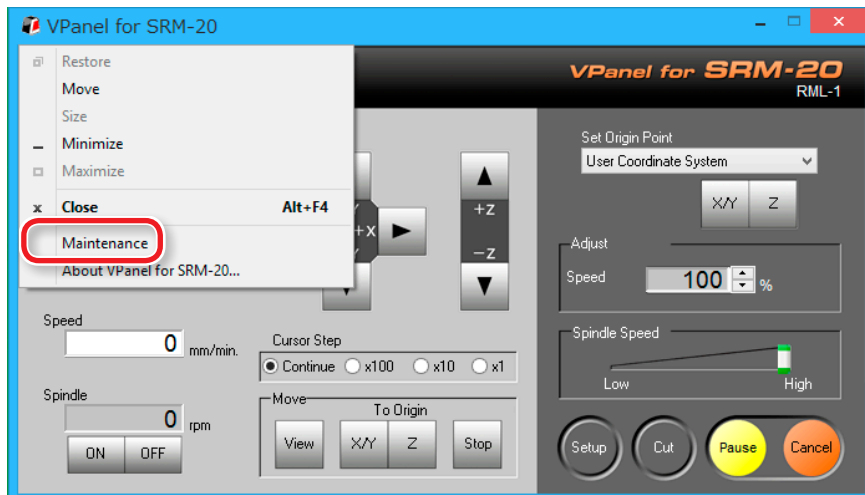 VPanel for SRM-20
Restore
Move
Size
Minimize
Maximize
x Close Alt+F4
Maintenance
About VPanel for SRM-20...
VPanel for SRM-20
RML-1
+Z
+X
-Z
Speed
0 mm/min.
Spindle
0 rpm
ON OFF
Cursor Step
Continue x100 x10 x1
Move
To Origin
View X/Y Z Stop
Set Origin Point
User Coordinate System
X/Y Z
Adjust
Speed 100 %
Spindle Speed
Low High
Setup Cut Pause Cancel